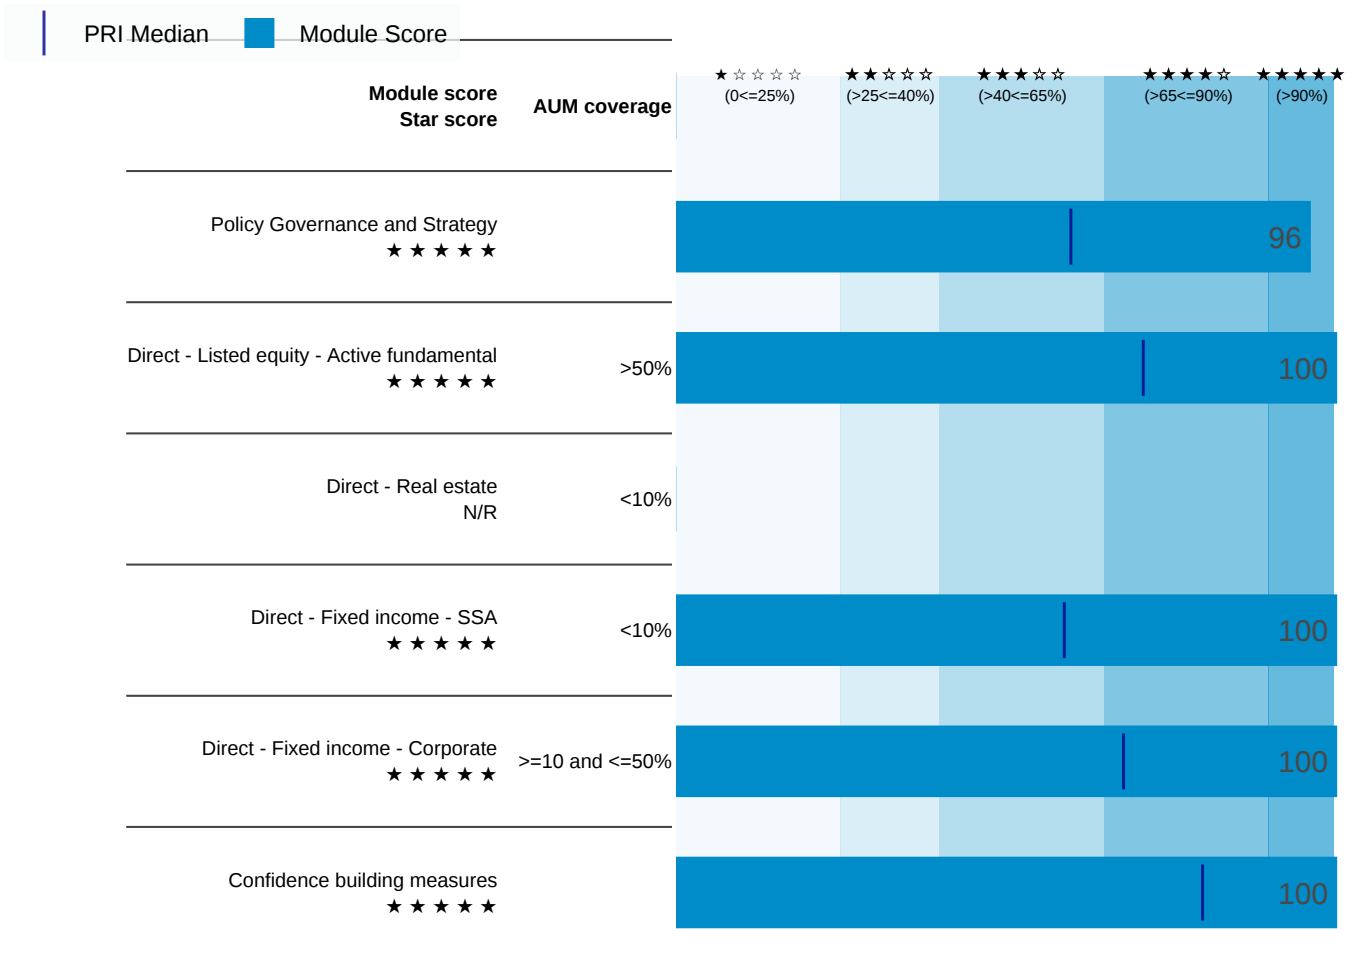 PRI Median Module Score
★☆☆☆☆ ★★☆☆☆ ★★★☆☆ ★★★★☆ ★★★★★
(0<=25%) (>25<=40%) (>40<=65%) (>65<=90%) (>90%)
Module score
Star score
AUM coverage
Policy Governance and Strategy
★★★★★
96
Direct - Listed equity - Active fundamental
★★★★★
>50%
100
Direct - Real estate
N/R
<10%
Direct - Fixed income - SSA
★★★★★
<10%
100
Direct - Fixed income - Corporate
★★★★★
>=10 and <=50%
100
Confidence building measures
★★★★★
100